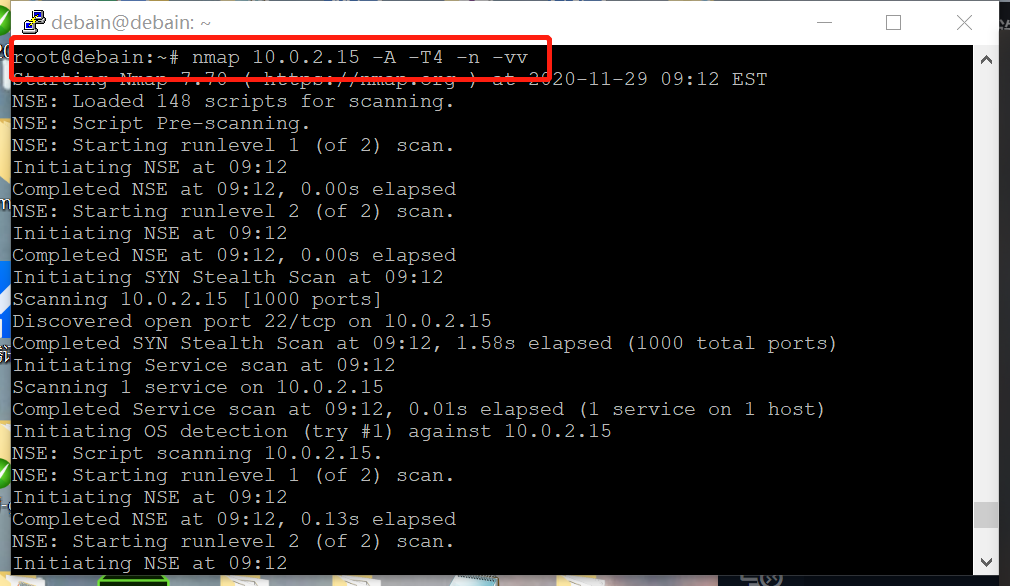 debain@debain: ~
root@debain:~# nmap 10.0.2.15 -A -T4 -n -vv
Starting Nmap 7.70 ( https://nmap.org ) at 2020-11-29 09:12 EST
NSE: Loaded 148 scripts for scanning.
NSE: Script Pre-scanning.
NSE: Starting runlevel 1 (of 2) scan.
Initiating NSE at 09:12
Completed NSE at 09:12, 0.00s elapsed
NSE: Starting runlevel 2 (of 2) scan.
Initiating NSE at 09:12
Completed NSE at 09:12, 0.00s elapsed
Initiating SYN Stealth Scan at 09:12
Scanning 10.0.2.15 [1000 ports]
Discovered open port 22/tcp on 10.0.2.15
Completed SYN Stealth Scan at 09:12, 1.58s elapsed (1000 total ports)
Initiating Service scan at 09:12
Scanning 1 service on 10.0.2.15
Completed Service scan at 09:12, 0.01s elapsed (1 service on 1 host)
Initiating OS detection (try #1) against 10.0.2.15
NSE: Script scanning 10.0.2.15.
NSE: Starting runlevel 1 (of 2) scan.
Initiating NSE at 09:12
Completed NSE at 09:12, 0.13s elapsed
NSE: Starting runlevel 2 (of 2) scan.
Initiating NSE at 09:12